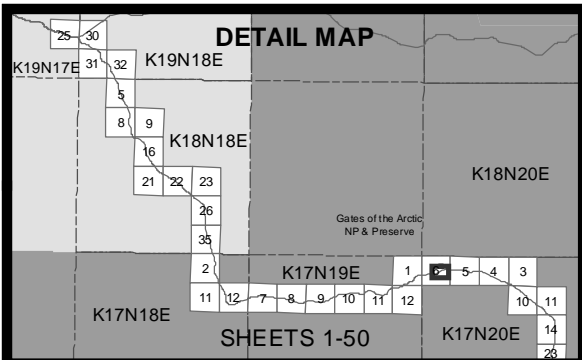 DETAIL MAP
25 30
K19N17E 31 32 K19N18E
5
8 9
K18N18E
16
21 22 23
K18N20E
26
Gates of the Arctic
NP & Preserve
35
2 K17N19E 1 6 5 4 3
11 12 7 8 9 10 11 12 10 11
K17N18E
SHEETS 1-50 K17N20E 14
23